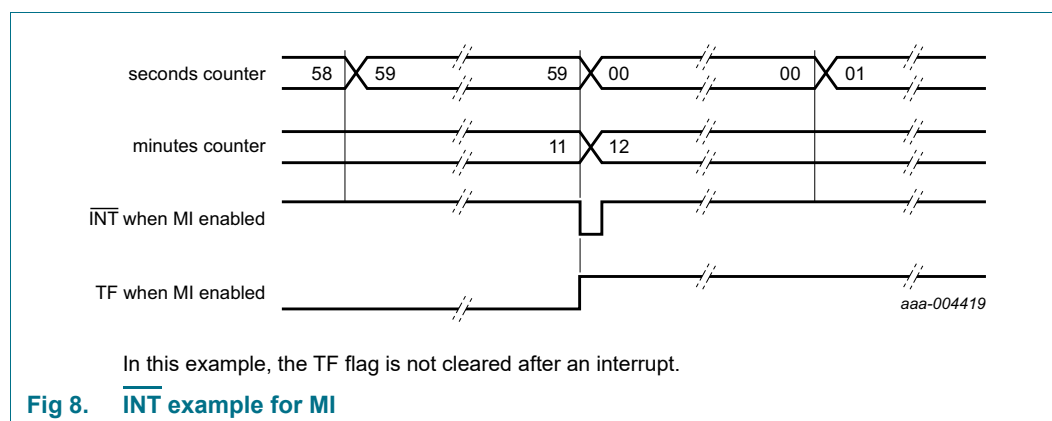 seconds counter 58 59 59 00 00 01
minutes counter 11 12
INT when MI enabled
TF when MI enabled
aaa-004419
In this example, the TF flag is not cleared after an interrupt.
Fig 8. INT example for MI